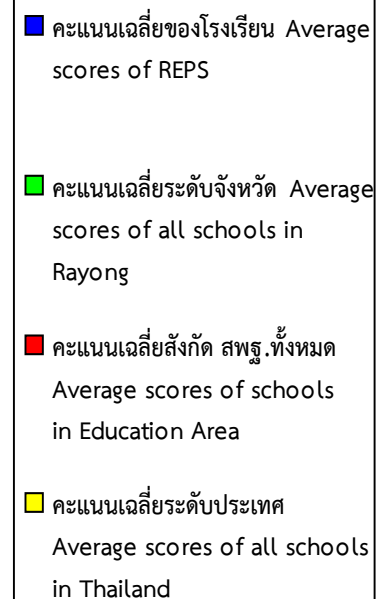 คะแนนเฉลี่ยของโรงเรียน Average
scores of REPS
คะแนนเฉลี่ยระดับจังหวัด Average
scores of all schools in
Rayong
คะแนนเฉลี่ยสังกัด สพฐ.ทั้งหมด
Average scores of schools
in Education Area
คะแนนเฉลี่ยระดับประเทศ
Average scores of all schools
in Thailand